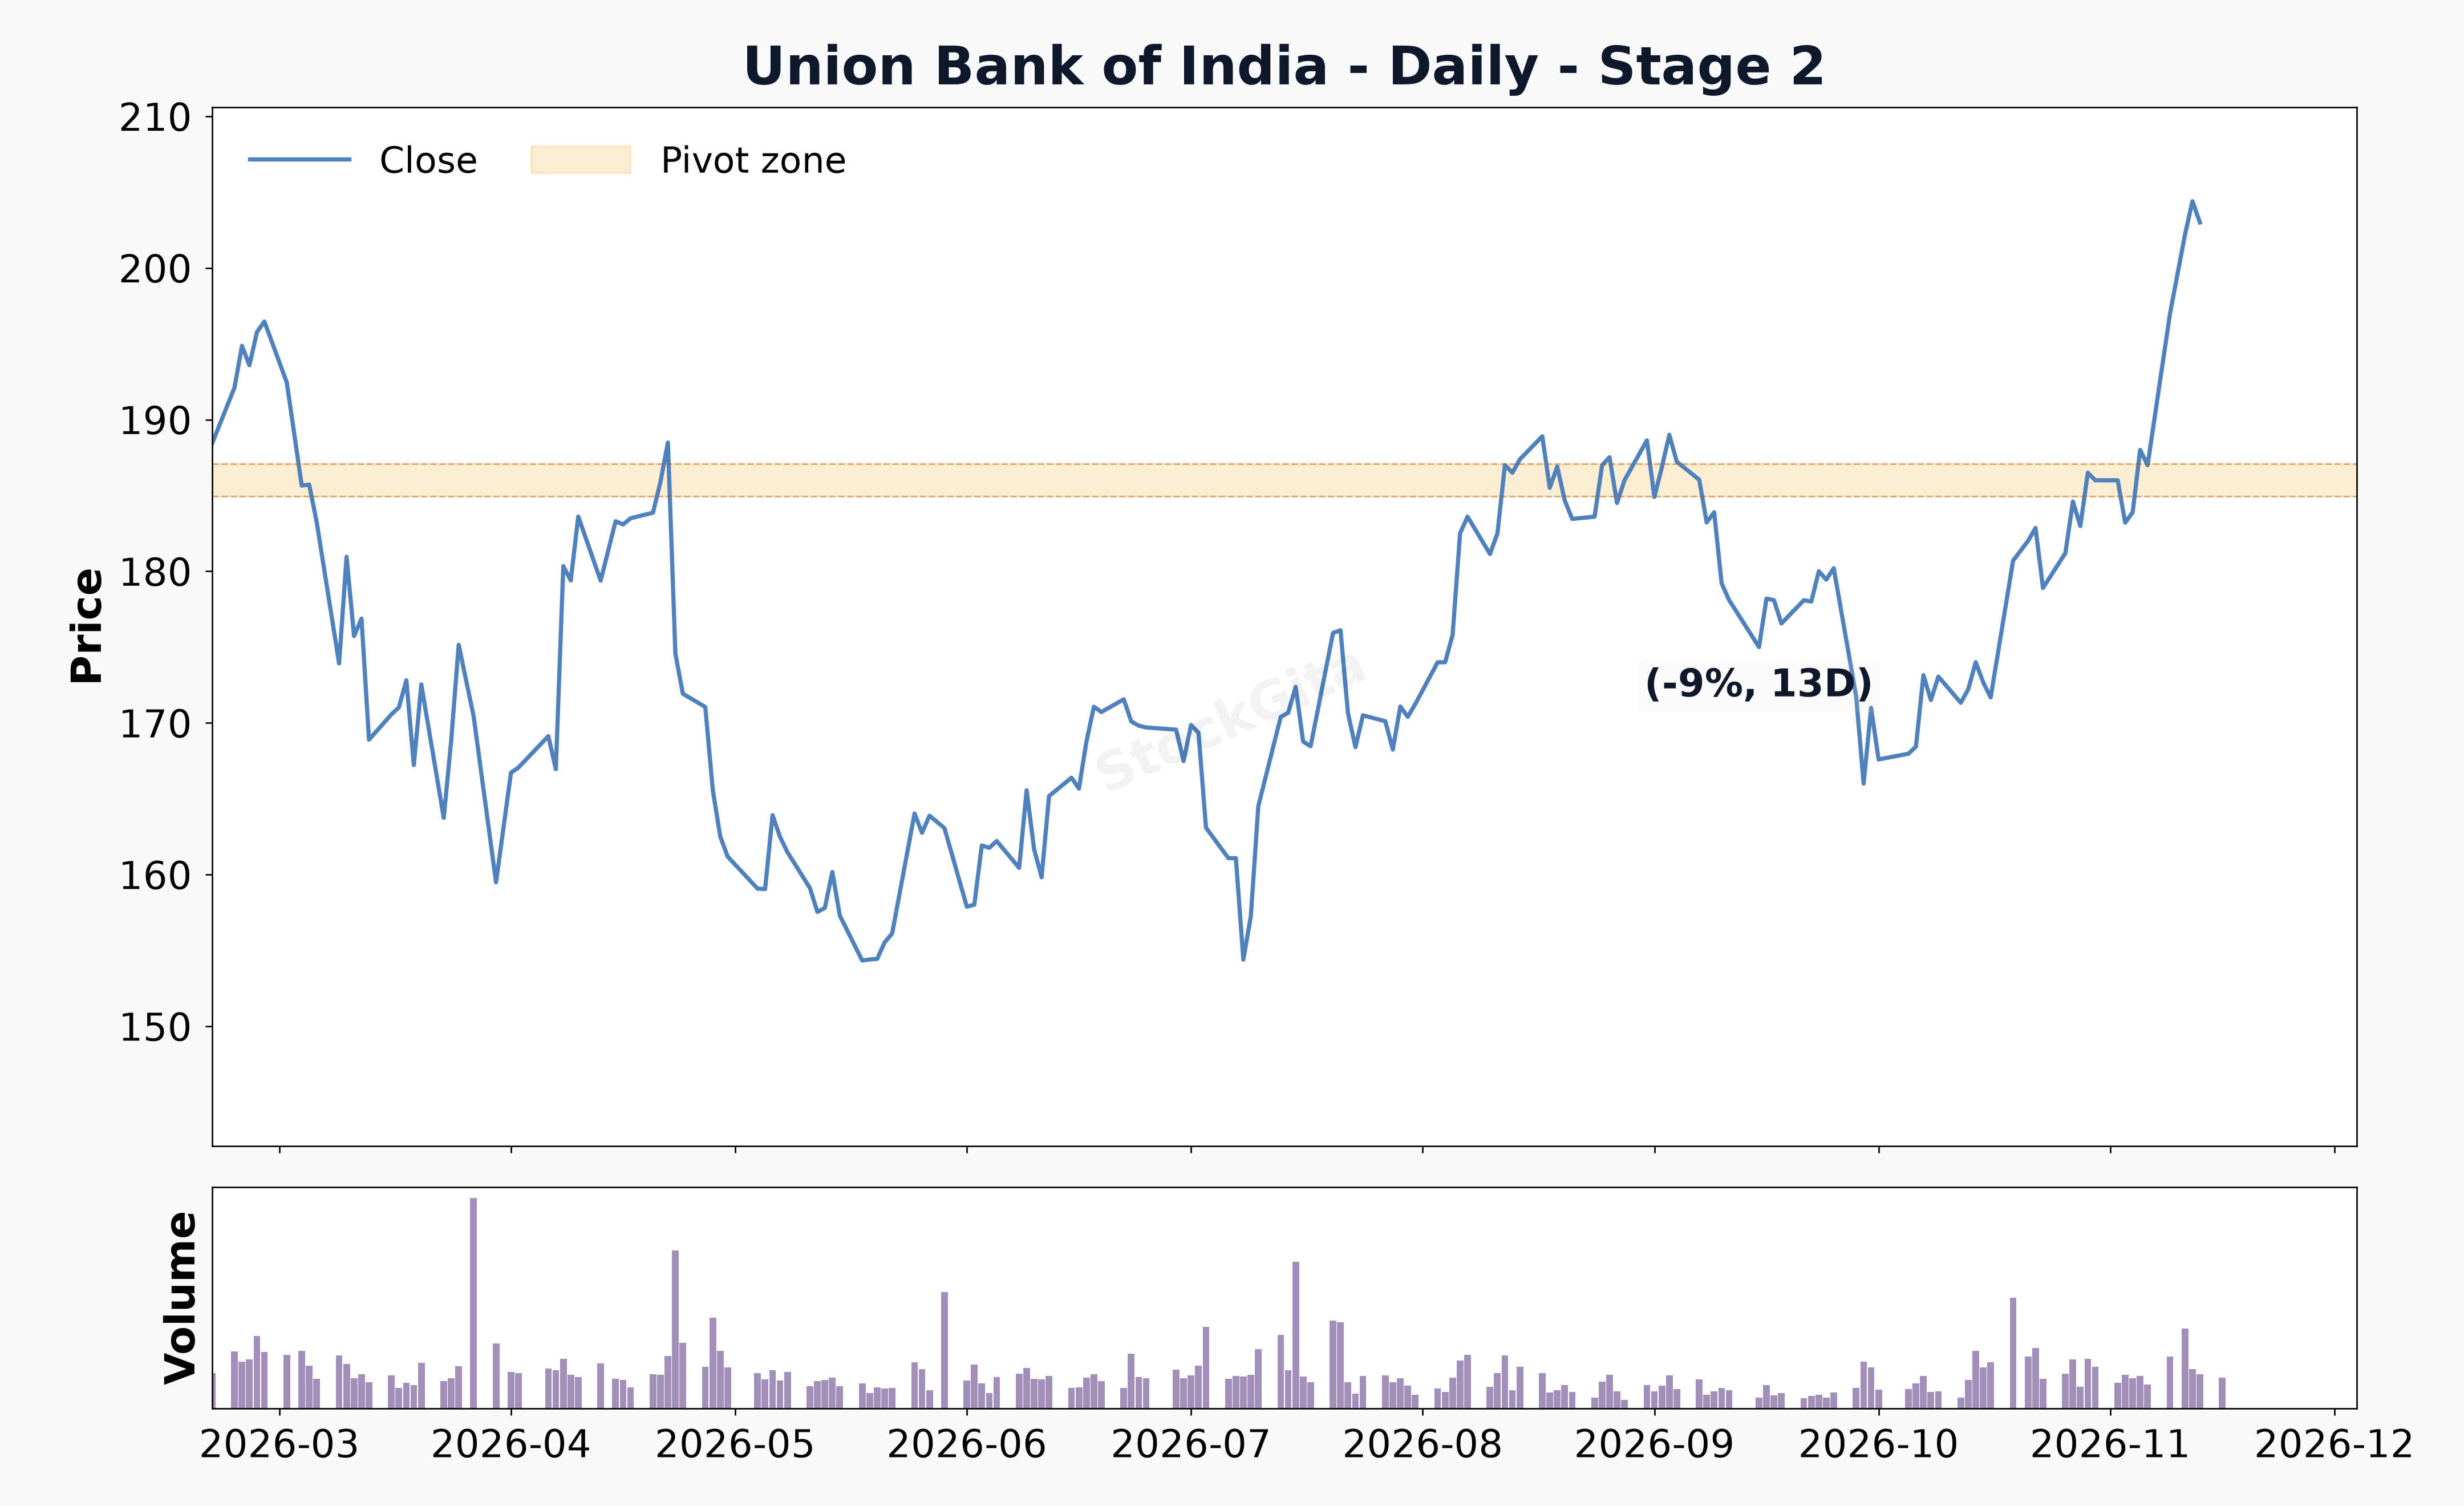 Union Bank of India - Daily - Stage 2
Close
Pivot zone
Price
210
200
190
180
170
160
150
(-9%, 13D)
StockGita
Volume
2026-03
2026-04
2026-05
2026-06
2026-07
2026-08
2026-09
2026-10
2026-11
2026-12